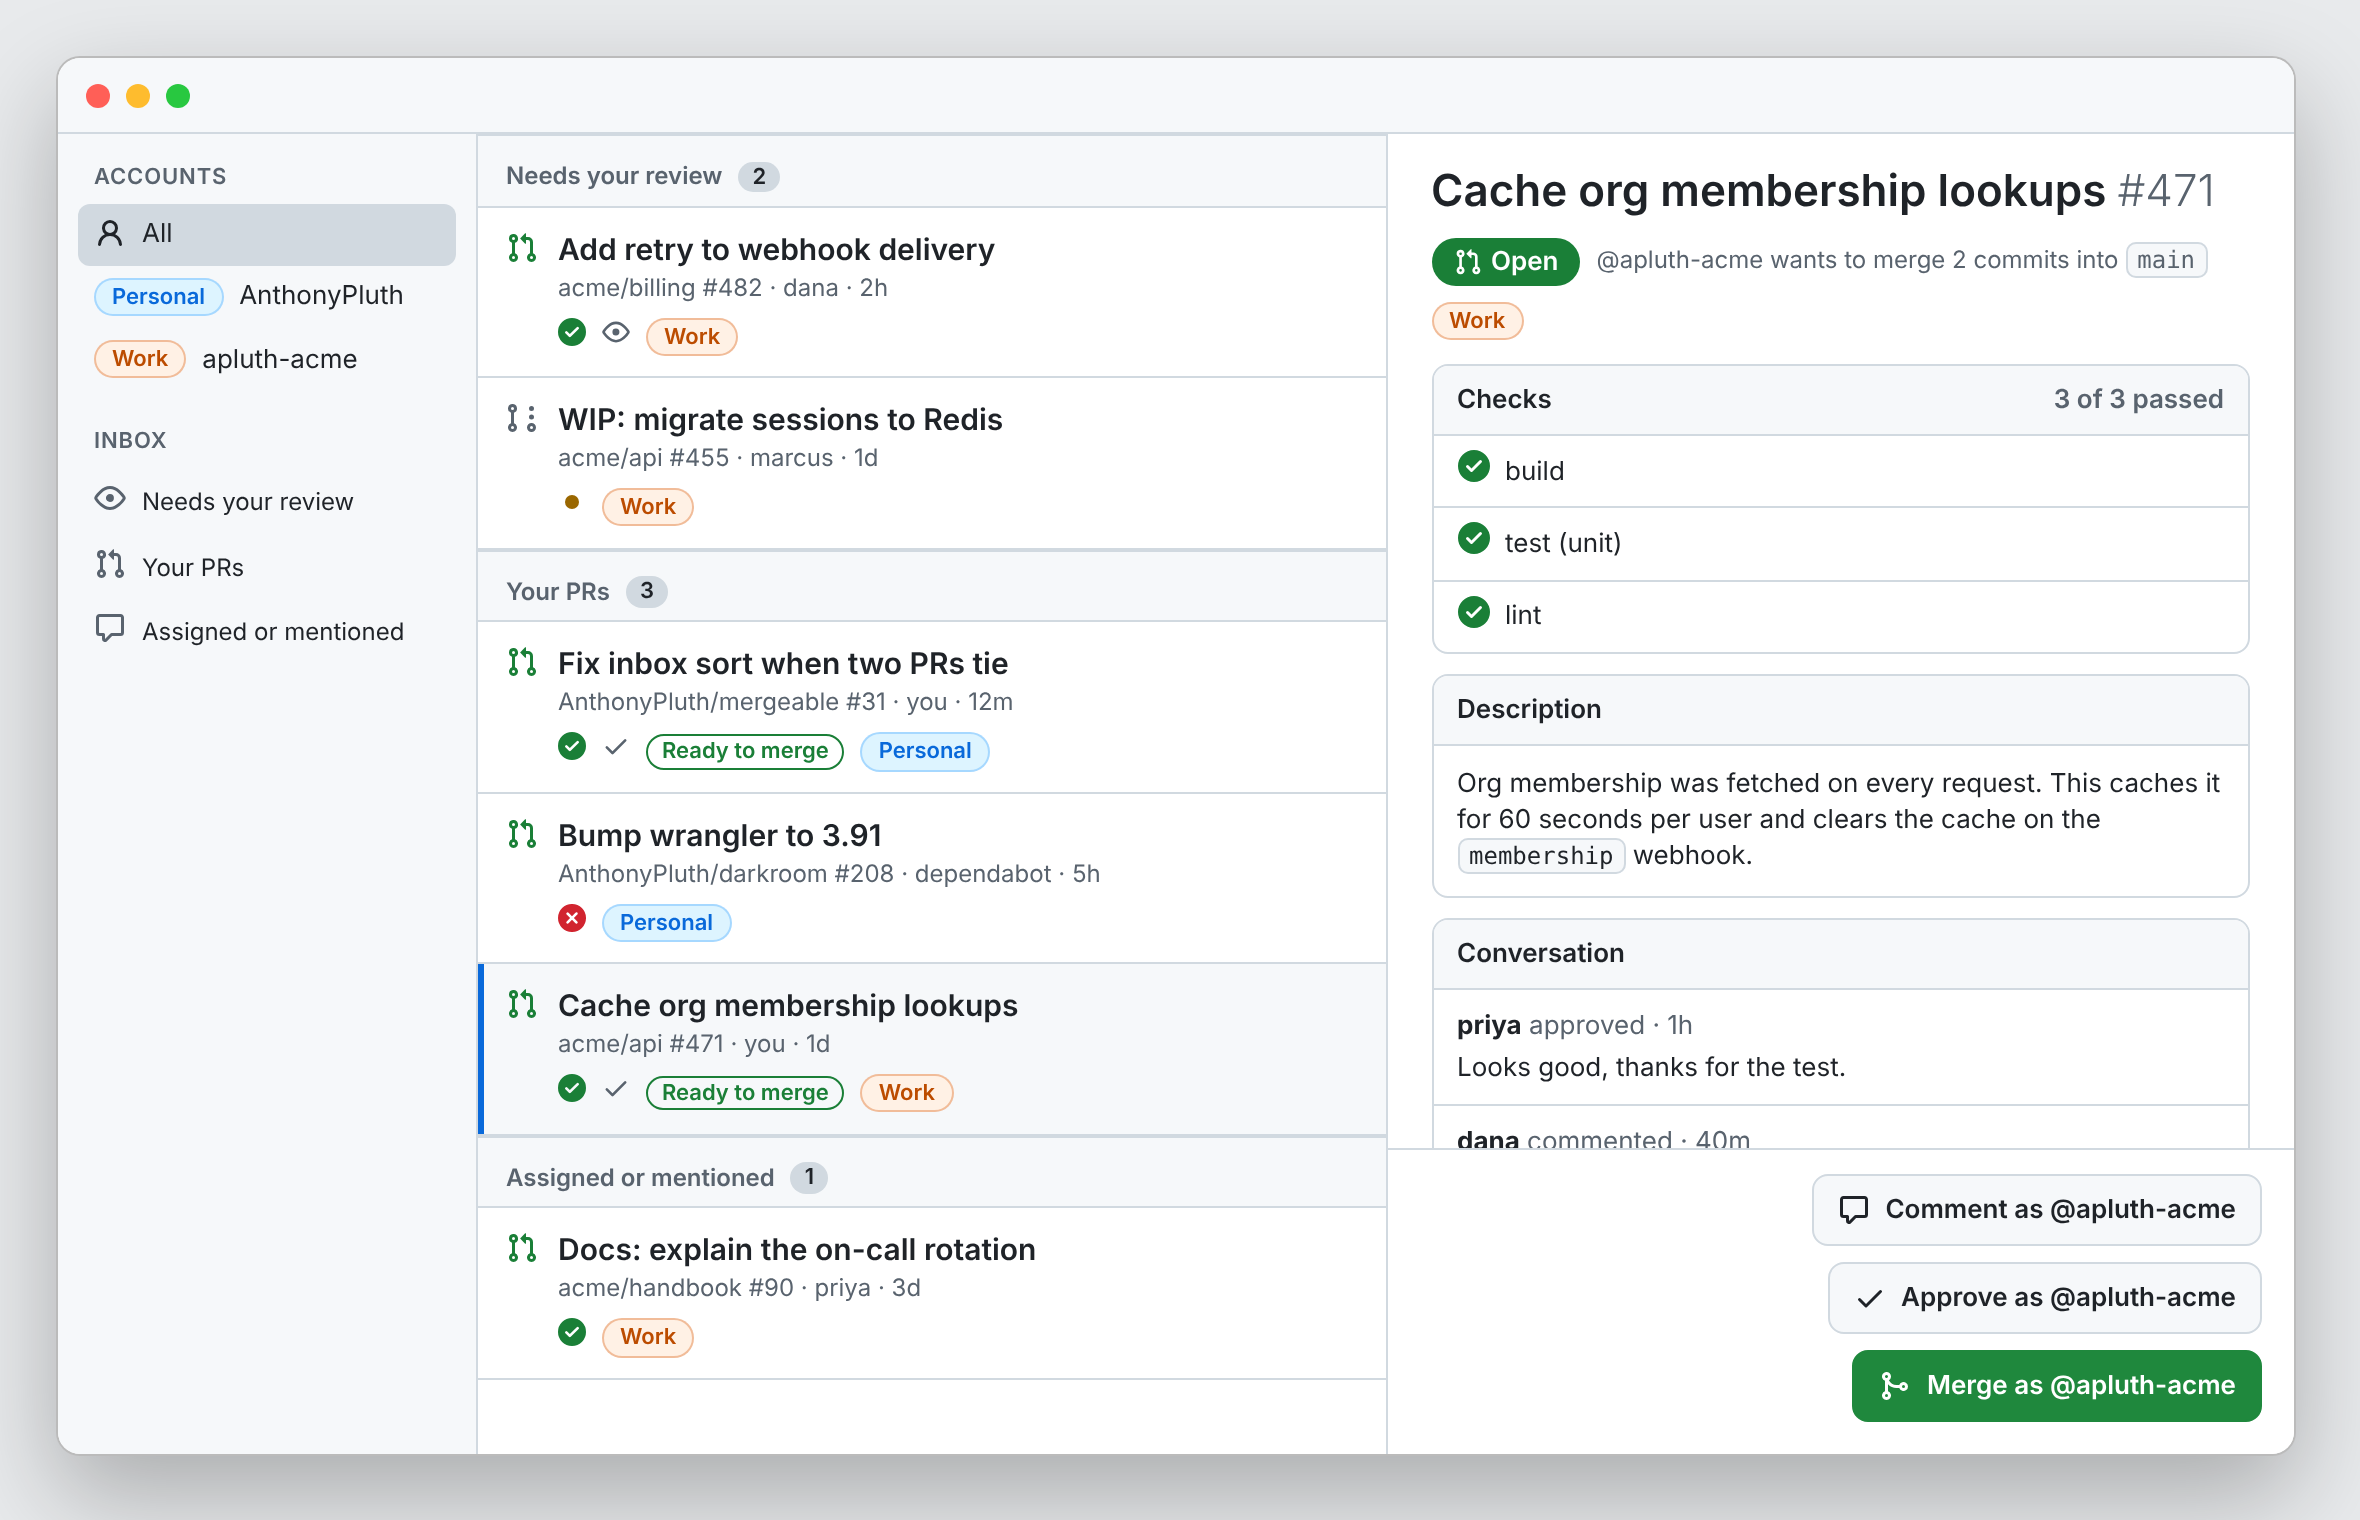 ACCOUNTS
All
Personal AnthonyPluth
Work apluth-acme
INBOX
Needs your review
Your PRs
Assigned or mentioned
Needs your review 2
Add retry to webhook delivery
acme/billing #482 · dana · 2h
Work
WIP: migrate sessions to Redis
acme/api #455 · marcus · 1d
Work
Your PRs 3
Fix inbox sort when two PRs tie
AnthonyPluth/mergeable #31 · you · 12m
Ready to merge Personal
Bump wrangler to 3.91
AnthonyPluth/darkroom #208 · dependabot · 5h
Personal
Cache org membership lookups
acme/api #471 · you · 1d
Ready to merge Work
Assigned or mentioned 1
Docs: explain the on-call rotation
acme/handbook #90 · priya · 3d
Work
Cache org membership lookups #471
Open @apluth-acme wants to merge 2 commits into main
Work
Checks 3 of 3 passed
build
test (unit)
lint
Description
Org membership was fetched on every request. This caches it
for 60 seconds per user and clears the cache on the
membership webhook.
Conversation
priya approved · 1h
Looks good, thanks for the test.
dana commented · 40m
Comment as @apluth-acme
Approve as @apluth-acme
Merge as @apluth-acme